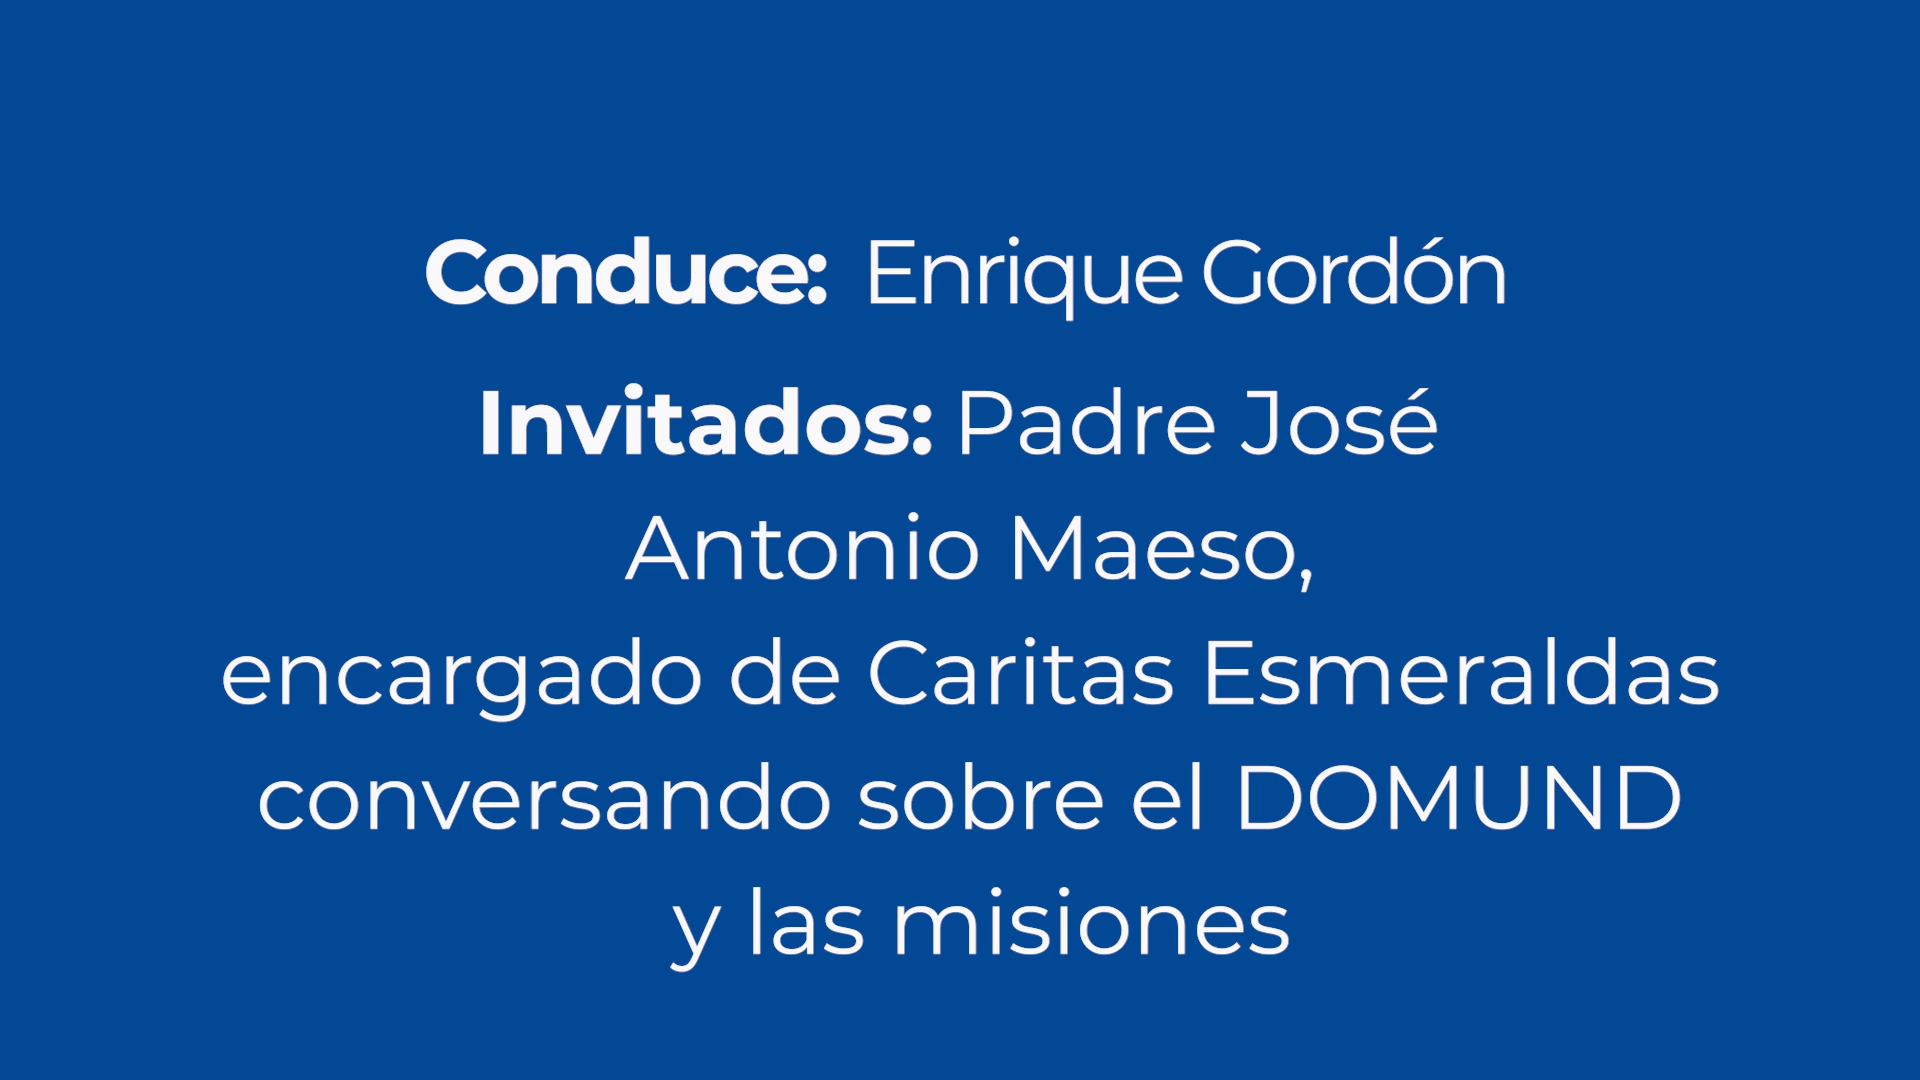 Conduce: Enrique Gordón
Invitados: Padre José
Antonio Maeso,
encargado de Caritas Esmeraldas
conversando sobre el DOMUND
y las misiones